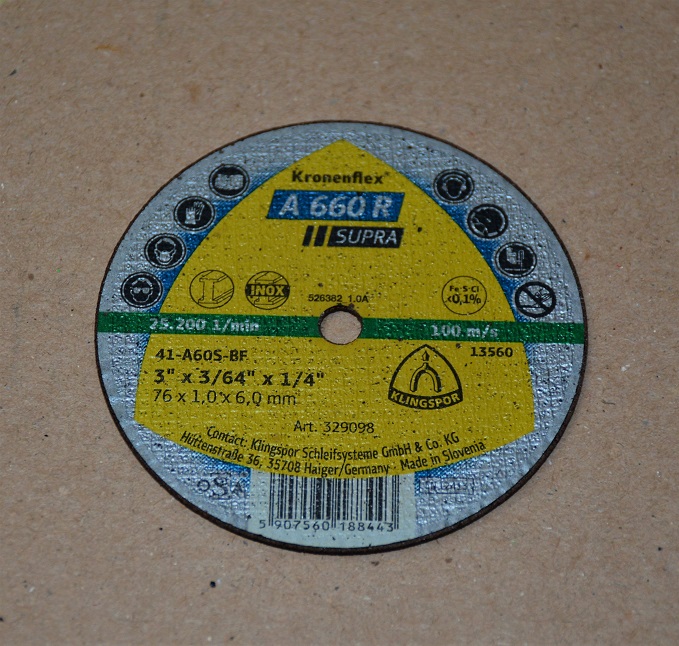 Kronenflex®
A 660 R
SUPRA
INOX
526382_1.0A
Fe·S·Cl
<0,1%
25.200 1/min
100 m/s
41-A60S-BF
13560
3" x 3/64" x 1/4"
76 x 1,0 x 6,0 mm
KLINGSPOR
Art. 329098
Contact: Klingspor Schleifsysteme GmbH & Co. KG
Hüttenstraße 36, 35708 Haiger/Germany · Made in Slovenia
5 907560 188443